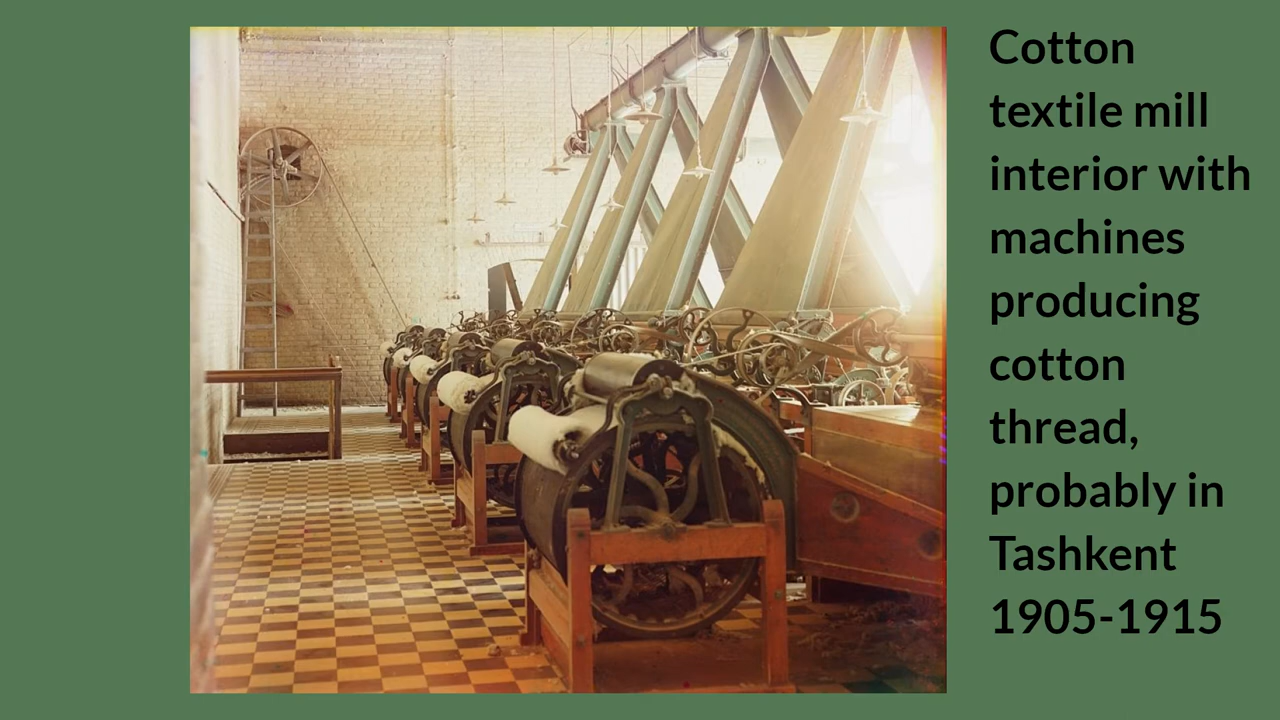 Cotton
textile mill
interior with
machines
producing
cotton
thread,
probably in
Tashkent
1905-1915